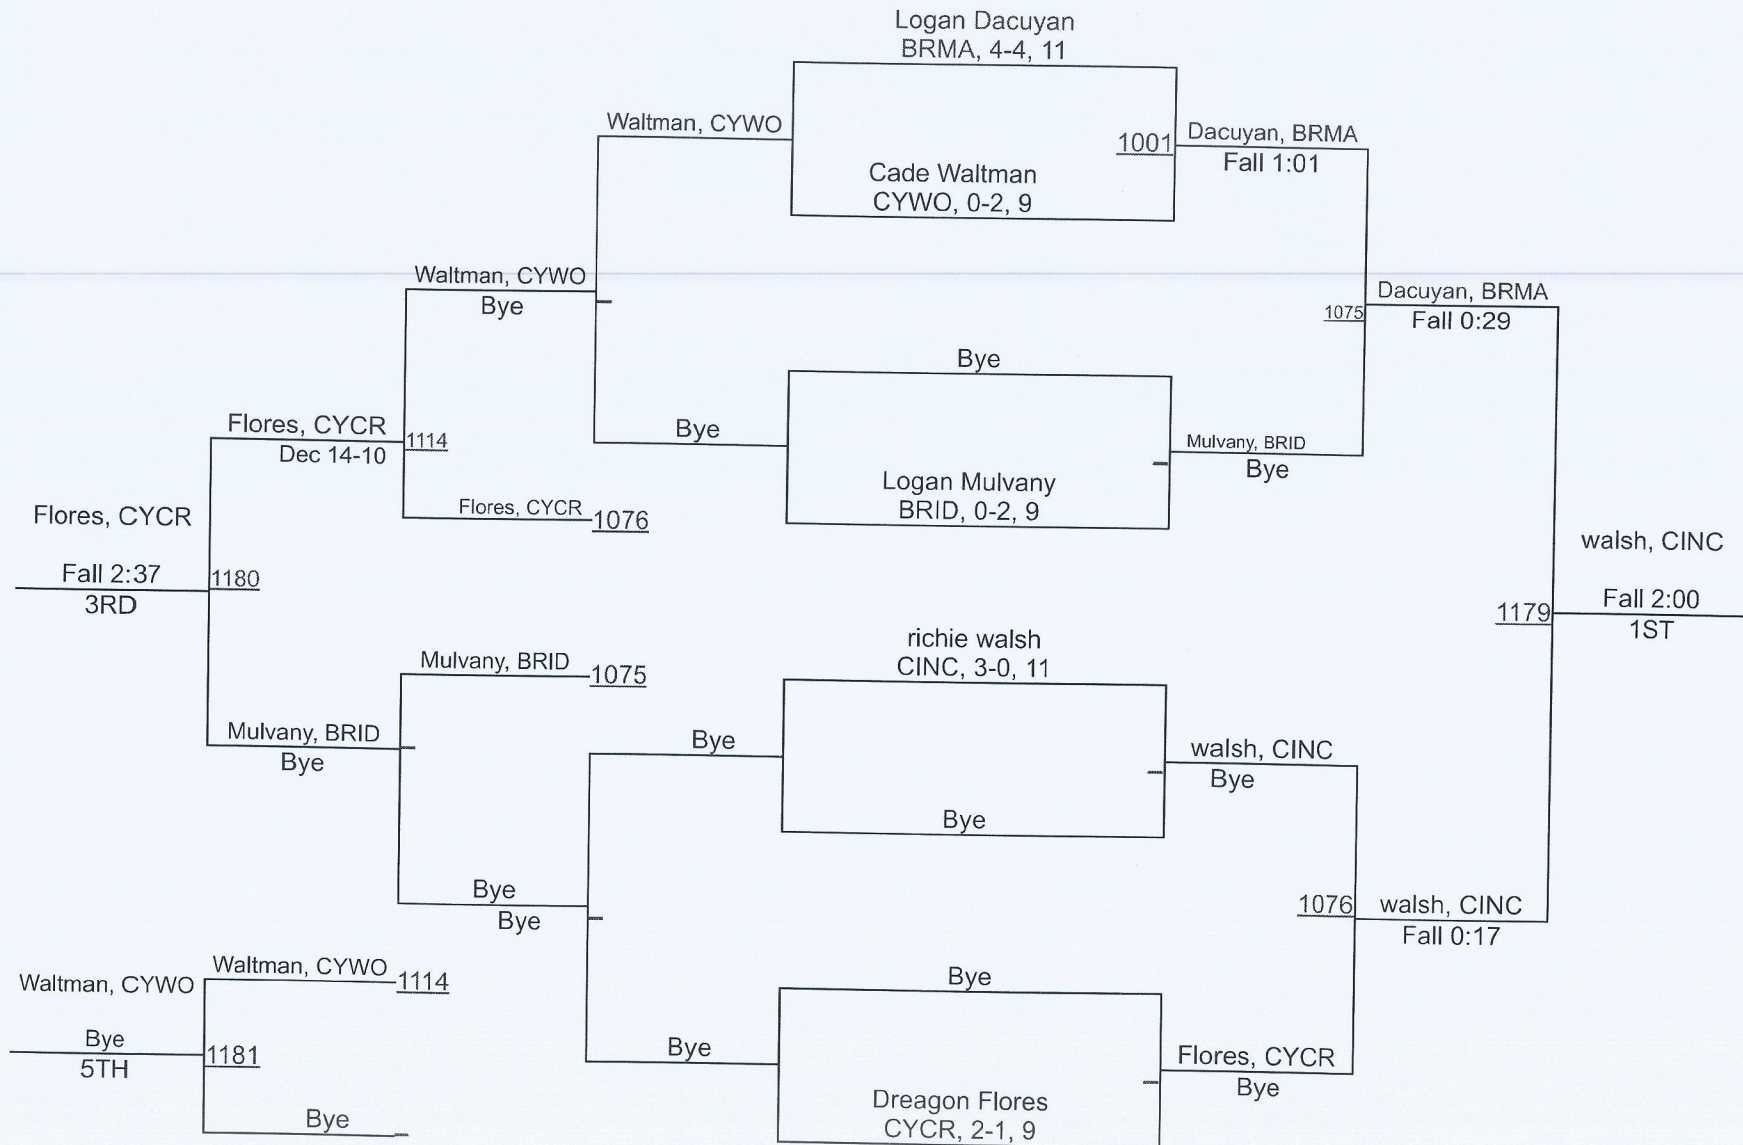 Logan Dacuyan
BRMA, 4-4, 11
Waltman, CYWO
1001
Dacuyan, BRMA
Fall 1:01
Cade Waltman
CYWO, 0-2, 9
Waltman, CYWO
Bye
Dacuyan, BRMA
1075
Fall 0:29
Bye
Flores, CYCR
1114
Dec 14-10
Bye
Mulvany, BRID
Bye
Logan Mulvany
BRID, 0-2, 9
Flores, CYCR
1076
Flores, CYCR
Fall 2:37
1180
3RD
walsh, CINC
1179
Fall 2:00
1ST
richie walsh
CINC, 3-0, 11
Mulvany, BRID
1075
Mulvany, BRID
Bye
Bye
walsh, CINC
Bye
Bye
Bye
Bye
1076
walsh, CINC
Fall 0:17
Waltman, CYWO
Waltman, CYWO
1114
Bye
1181
5TH
Bye
Bye
Bye
Flores, CYCR
Bye
Dreagon Flores
CYCR, 2-1, 9